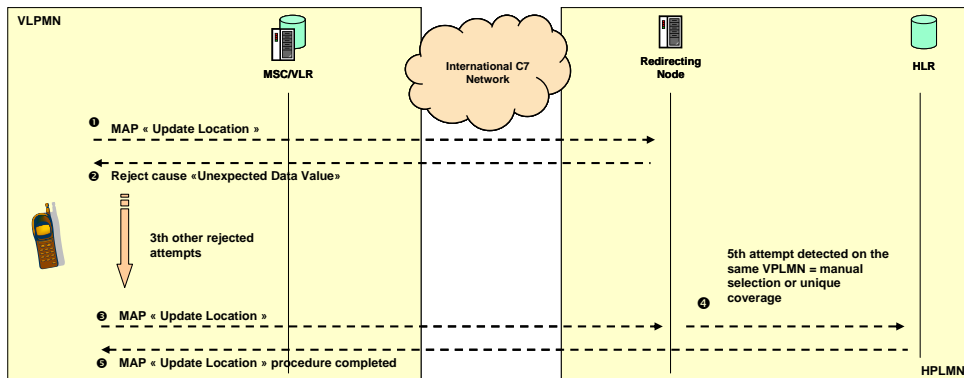 VLPMN
MSC/VLR
International C7
Network
Redirecting
Node
HLR
❶ MAP « Update Location »
❷ Reject cause «Unexpected Data Value»
3th other rejected
attempts
5th attempt detected on the
same VPLMN = manual
selection or unique
coverage
❹
❸ MAP « Update Location »
❺ MAP « Update Location » procedure completed
HPLMN